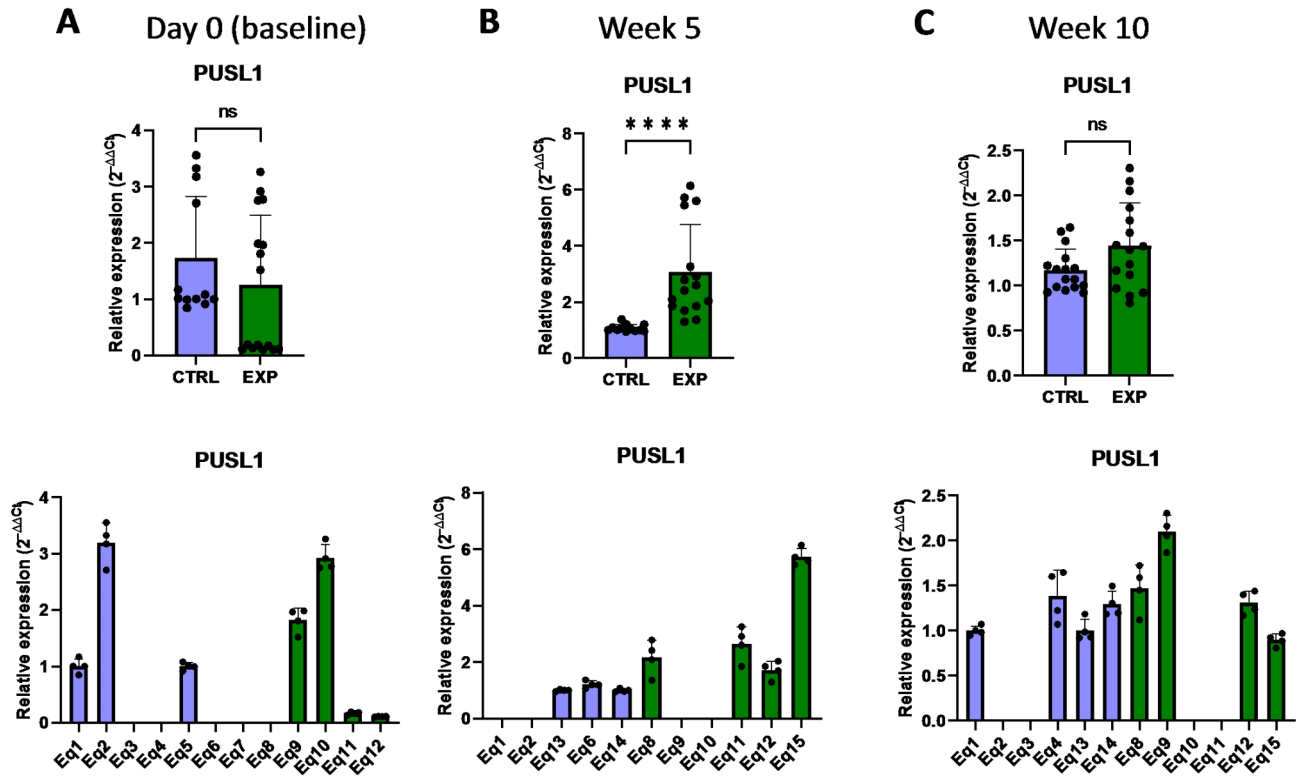 A Day 0 (baseline)
PUSL1
ns
Relative expression (2^-ΔΔCt)
4
3
2
1
0
CTRL EXP
B Week 5
PUSL1
****
Relative expression (2^-ΔΔCt)
8
6
4
2
0
CTRL EXP
C Week 10
PUSL1
ns
Relative expression (2^-ΔΔCt)
2.5
2.0
1.5
1.0
0.5
0.0
CTRL EXP
PUSL1
Relative expression (2^-ΔΔCt)
4
3
2
1
0
Eq1 Eq2 Eq3 Eq4 Eq5 Eq6 Eq7 Eq8 Eq9 Eq10 Eq11 Eq12
PUSL1
Relative expression (2^-ΔΔCt)
8
6
4
2
0
Eq1 Eq2 Eq13 Eq6 Eq14 Eq8 Eq9 Eq10 Eq11 Eq12 Eq15
PUSL1
Relative expression (2^-ΔΔCt)
2.5
2.0
1.5
1.0
0.5
0.0
Eq1 Eq2 Eq3 Eq4 Eq13 Eq14 Eq8 Eq9 Eq10 Eq11 Eq12 Eq15